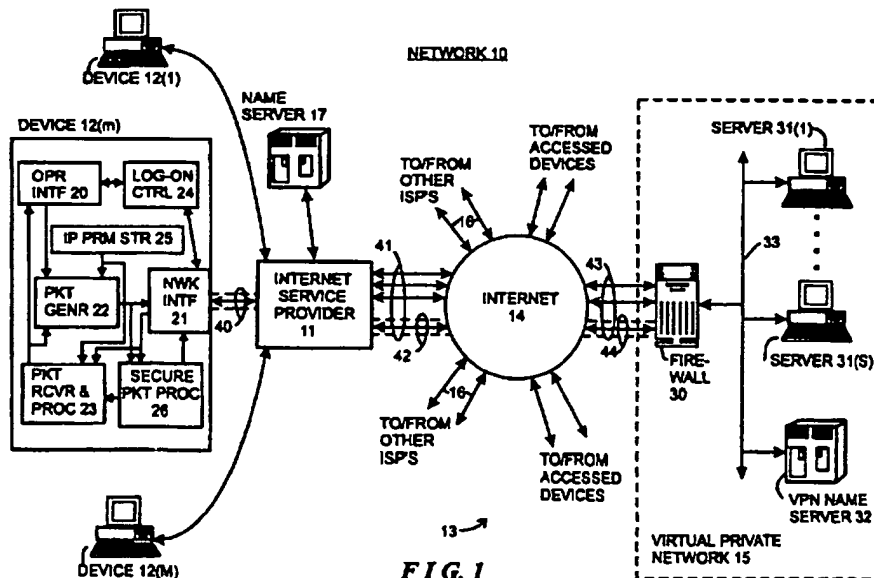 NETWORK 10
DEVICE 12(1)
NAME
SERVER 17
DEVICE 12(m)
OPR
INTF 20
LOG-ON
CTRL 24
IP PRM STR 25
PKT
GENR 22
NWK
INTF
21
PKT
RCVR &
PROC 23
SECURE
PKT PROC
26
40
INTERNET
SERVICE
PROVIDER
11
41
42
TO/FROM
OTHER
ISP'S
16
TO/FROM
ACCESSED
DEVICES
INTERNET
14
16
TO/FROM
OTHER
ISP'S
TO/FROM
ACCESSED
DEVICES
43
44
FIRE-
WALL
30
33
SERVER 31(1)
SERVER 31(S)
VPN NAME
SERVER 32
VIRTUAL PRIVATE
NETWORK 15
13
DEVICE 12(M)
FIG. 1